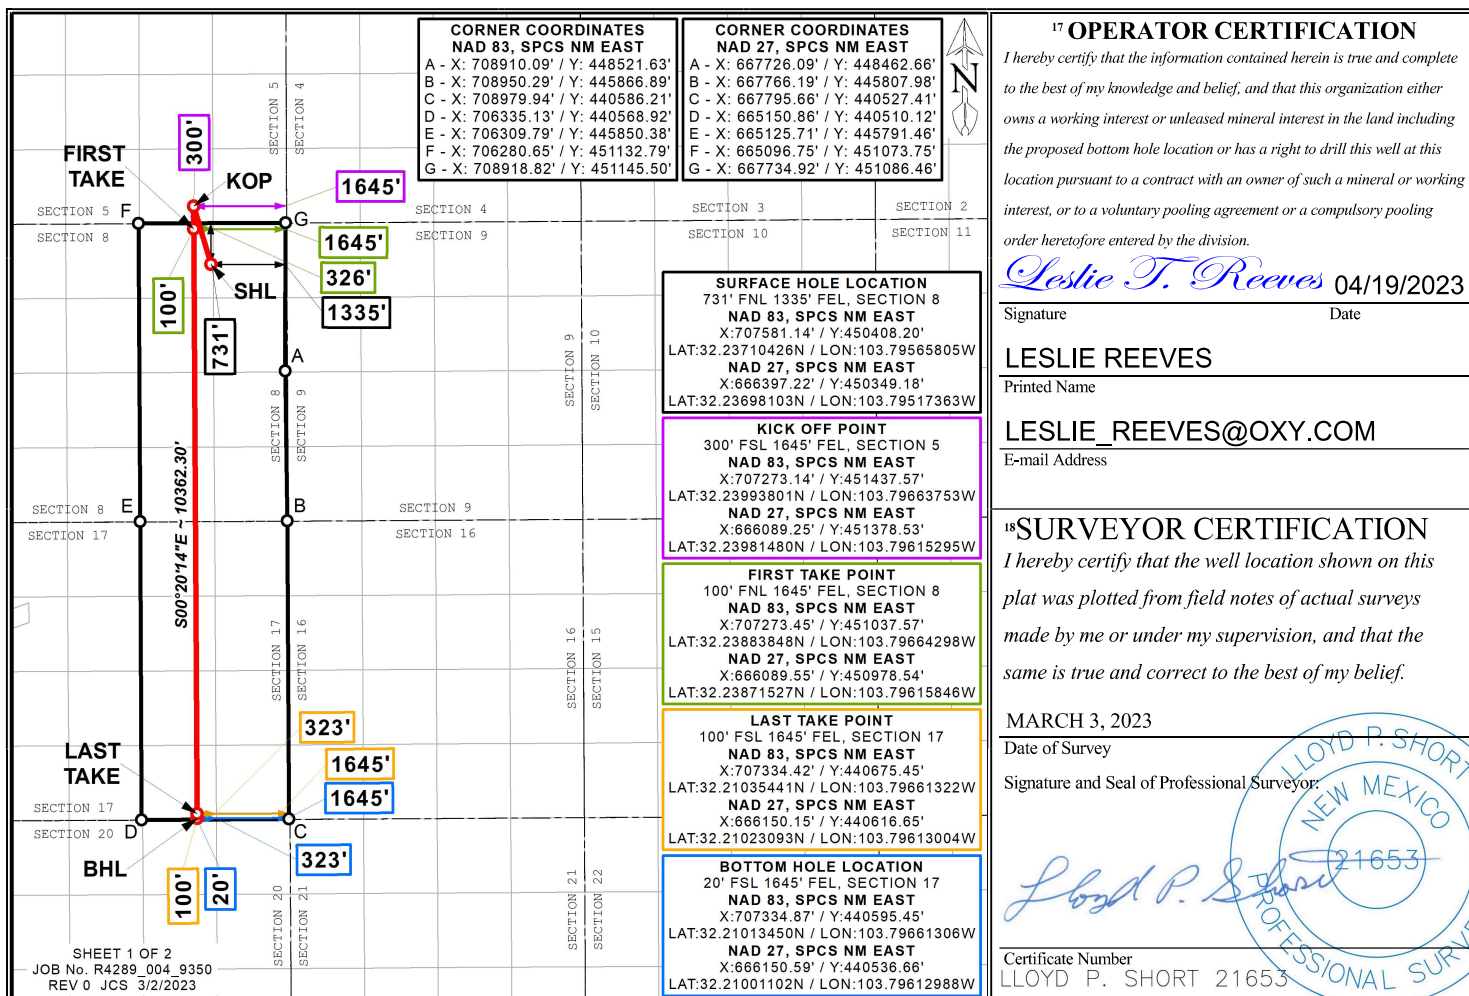 CORNER COORDINATES
NAD 83, SPCS NM EAST
A - X: 708910.09' / Y: 448521.63'
B - X: 708950.29' / Y: 445866.89'
C - X: 708979.94' / Y: 440586.21'
D - X: 706335.13' / Y: 440568.92'
E - X: 706309.79' / Y: 445850.38'
F - X: 706280.65' / Y: 451132.79'
G - X: 708918.82' / Y: 451145.50'
CORNER COORDINATES
NAD 27, SPCS NM EAST
A - X: 667726.09' / Y: 448462.66'
B - X: 667766.19' / Y: 445807.98'
C - X: 667795.66' / Y: 440527.41'
D - X: 665150.86' / Y: 440510.12'
E - X: 665125.71' / Y: 445791.46'
F - X: 665096.75' / Y: 451073.75'
G - X: 667734.92' / Y: 451086.46'
N
SECTION 5
SECTION 4
300'
FIRST
TAKE
KOP
1645'
SECTION 5
F
G
SECTION 4
SECTION 3
SECTION 2
SECTION 8
SECTION 9
SECTION 10
SECTION 11
1645'
326'
100'
SHL
1335'
731'
A
SECTION 8
SECTION 9
SECTION 9
SECTION 10
SECTION 8
E
B
SECTION 9
SECTION 17
SECTION 16
S00°20'14"E ~ 10362.30'
SECTION 17
SECTION 16
SECTION 16
SECTION 15
323'
LAST
TAKE
1645'
1645'
SECTION 17
SECTION 20
D
C
BHL
323'
100'
20'
SECTION 20
SECTION 21
SECTION 21
SECTION 22
SHEET 1 OF 2
JOB No. R4289_004_9350
REV 0 JCS 3/2/2023
SURFACE HOLE LOCATION
731' FNL 1335' FEL, SECTION 8
NAD 83, SPCS NM EAST
X:707581.14' / Y:450408.20'
LAT:32.23710426N / LON:103.79565805W
NAD 27, SPCS NM EAST
X:666397.22' / Y:450349.18'
LAT:32.23698103N / LON:103.79517363W
KICK OFF POINT
300' FSL 1645' FEL, SECTION 5
NAD 83, SPCS NM EAST
X:707273.14' / Y:451437.57'
LAT:32.23993801N / LON:103.79663753W
NAD 27, SPCS NM EAST
X:666089.25' / Y:451378.53'
LAT:32.23981480N / LON:103.79615295W
FIRST TAKE POINT
100' FNL 1645' FEL, SECTION 8
NAD 83, SPCS NM EAST
X:707273.45' / Y:451037.57'
LAT:32.23883848N / LON:103.79664298W
NAD 27, SPCS NM EAST
X:666089.55' / Y:450978.54'
LAT:32.23871527N / LON:103.79615846W
LAST TAKE POINT
100' FSL 1645' FEL, SECTION 17
NAD 83, SPCS NM EAST
X:707334.42' / Y:440675.45'
LAT:32.21035441N / LON:103.79661322W
NAD 27, SPCS NM EAST
X:666150.15' / Y:440616.65'
LAT:32.21023093N / LON:103.79613004W
BOTTOM HOLE LOCATION
20' FSL 1645' FEL, SECTION 17
NAD 83, SPCS NM EAST
X:707334.87' / Y:440595.45'
LAT:32.21013450N / LON:103.79661306W
NAD 27, SPCS NM EAST
X:666150.59' / Y:440536.66'
LAT:32.21001102N / LON:103.79612988W
17 OPERATOR CERTIFICATION
I hereby certify that the information contained herein is true and complete
to the best of my knowledge and belief, and that this organization either
owns a working interest or unleased mineral interest in the land including
the proposed bottom hole location or has a right to drill this well at this
location pursuant to a contract with an owner of such a mineral or working
interest, or to a voluntary pooling agreement or a compulsory pooling
order heretofore entered by the division.
Leslie T. Reeves 04/19/2023
Signature Date
LESLIE REEVES
Printed Name
LESLIE_REEVES@OXY.COM
E-mail Address
18 SURVEYOR CERTIFICATION
I hereby certify that the well location shown on this
plat was plotted from field notes of actual surveys
made by me or under my supervision, and that the
same is true and correct to the best of my belief.
MARCH 3, 2023
Date of Survey
Signature and Seal of Professional Surveyor:
Lloyd P. Short
LLOYD P. SHORT
NEW MEXICO
21653
PROFESSIONAL SURVE
Certificate Number
LLOYD P. SHORT 21653